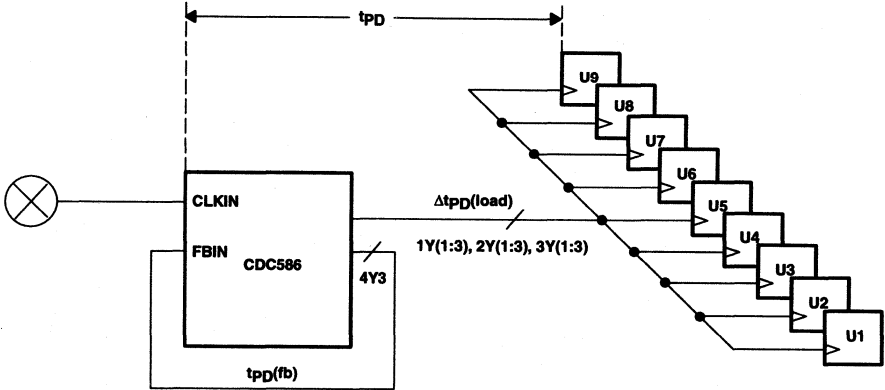 tPD
U9
U8
U7
U6
U5
U4
U3
U2
U1
CLKIN
FBIN
CDC586
ΔtPD(load)
1Y(1:3), 2Y(1:3), 3Y(1:3)
4Y3
tPD(fb)